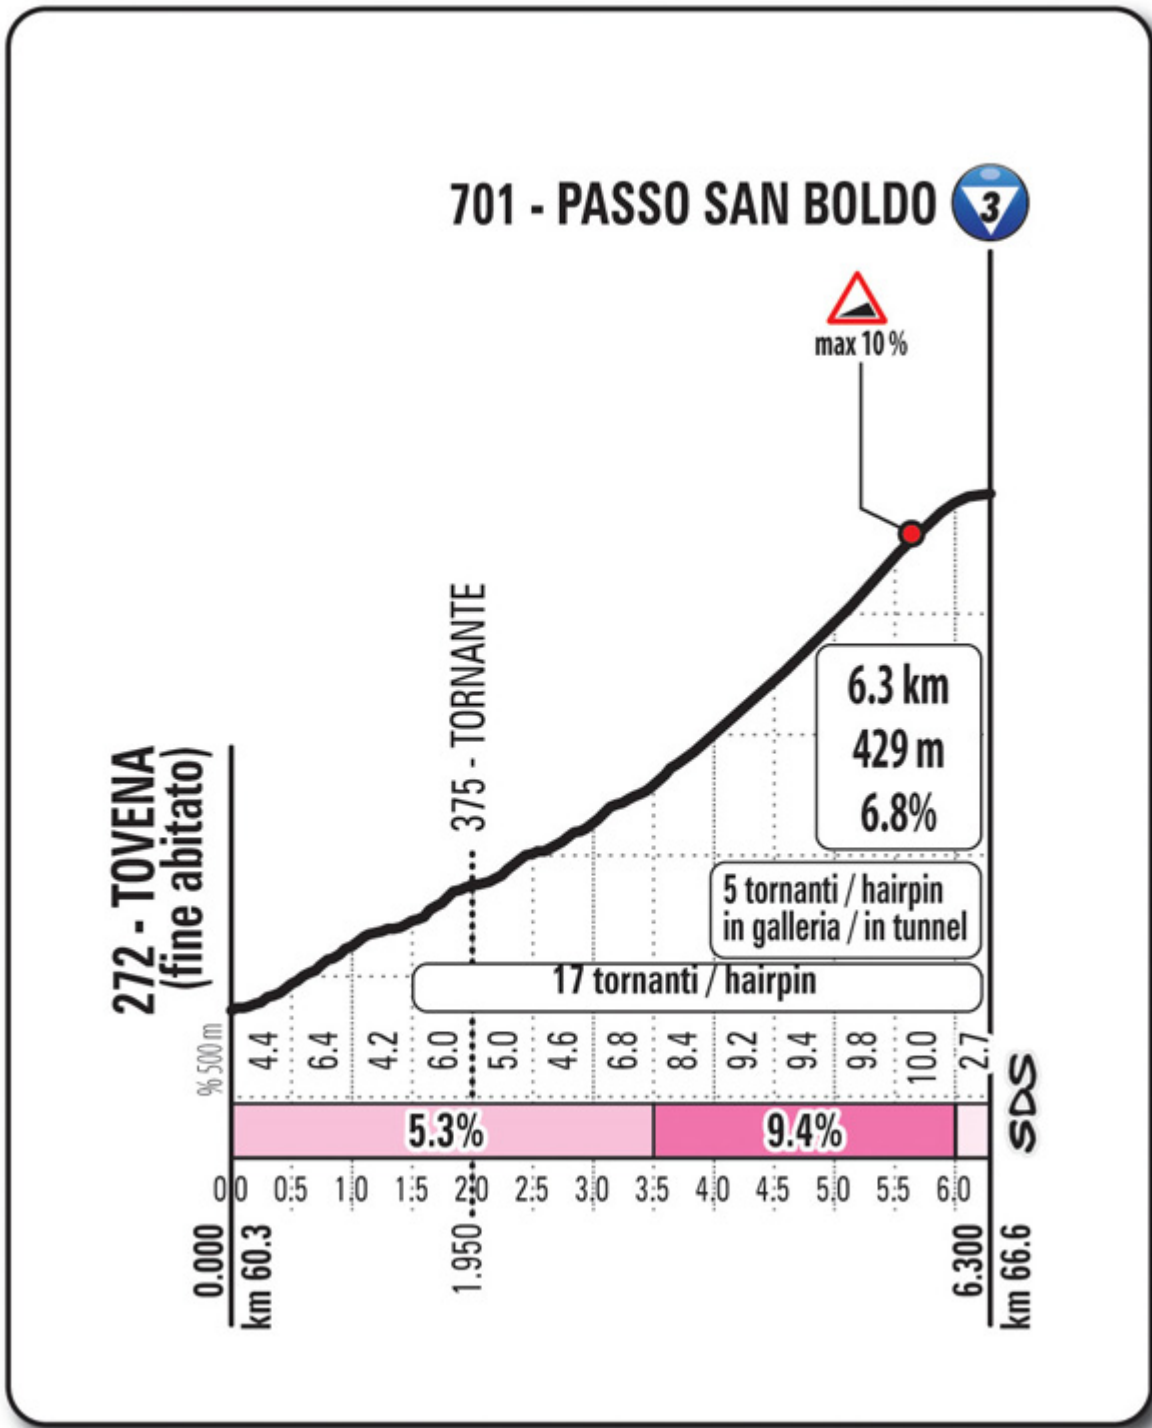 701 - PASSO SAN BOLDO
3
max 10 %
375 - TORNANTE
272 - TOVENA
(fine abitato)
6.3 km
429 m
6.8%
5 tornanti / hairpin
in galleria / in tunnel
17 tornanti / hairpin
% 500 m
4.4 6.4 4.2 6.0 5.0 4.6 6.8 8.4 9.2 9.4 9.8 10.0 2.7
5.3% 9.4%
SDS
0.0 0.5 1.0 1.5 2.0 2.5 3.0 3.5 4.0 4.5 5.0 5.5 6.0
0.000
km 60.3
1.950
6.300
km 66.6